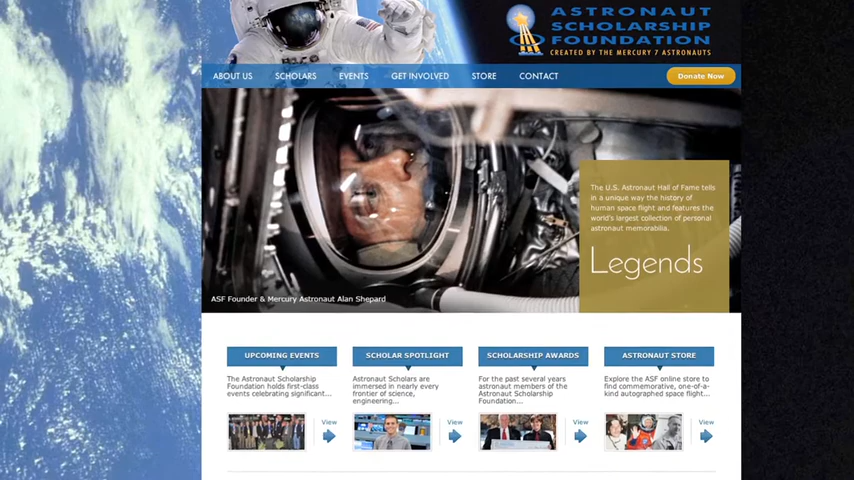 ASTRONAUT
SCHOLARSHIP
FOUNDATION
CREATED BY THE MERCURY 7 ASTRONAUTS
ABOUT US SCHOLARS EVENTS GET INVOLVED STORE CONTACT Donate Now
The U.S. Astronaut Hall of Fame tells
in a unique way the history of
human space flight and features the
world's largest collection of personal
astronaut memorabilia.
Legends
ASF Founder & Mercury Astronaut Alan Shepard
UPCOMING EVENTS
The Astronaut Scholarship
Foundation holds first-class
events celebrating significant...
View
SCHOLAR SPOTLIGHT
Astronaut Scholars are
immersed in nearly every
frontier of science,
engineering...
View
SCHOLARSHIP AWARDS
For the past several years
astronaut members of the
Astronaut Scholarship
Foundation...
View
ASTRONAUT STORE
Explore the ASF online store to
find commemorative, one-of-a-
kind autographed space flight...
View